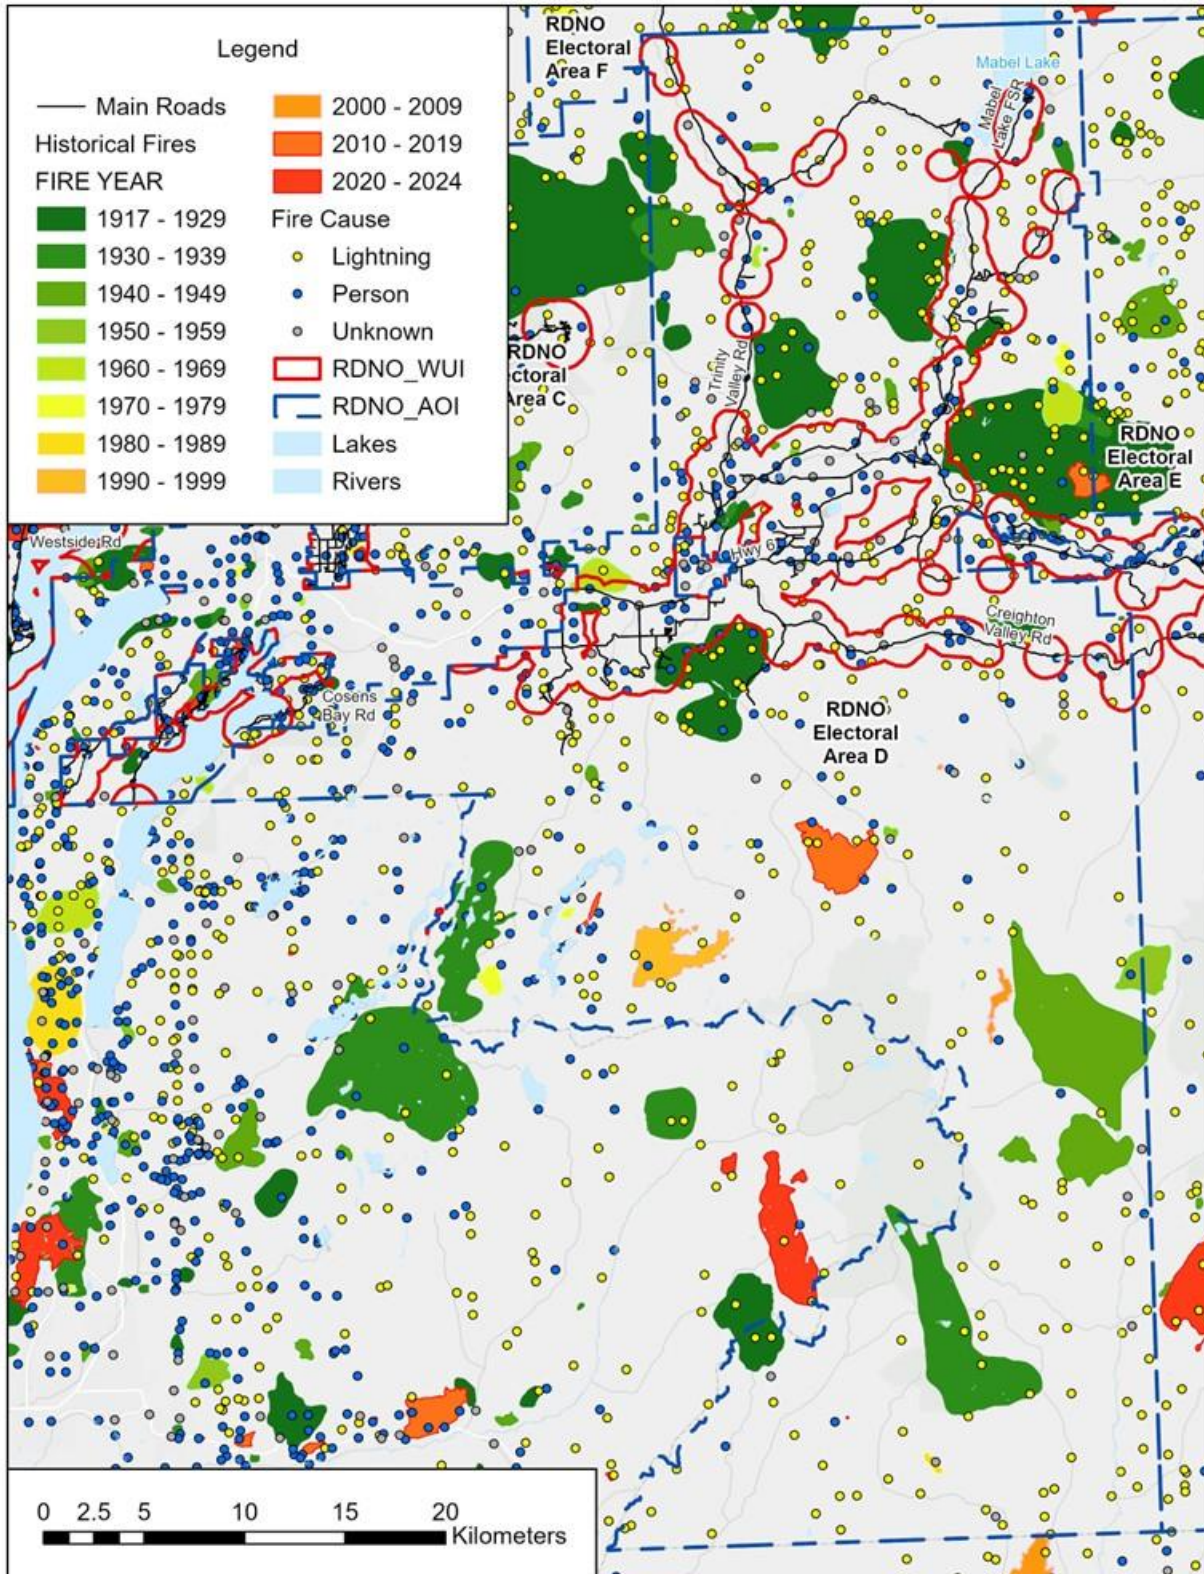 Legend
Main Roads
Historical Fires
FIRE YEAR
1917 - 1929
1930 - 1939
1940 - 1949
1950 - 1959
1960 - 1969
1970 - 1979
1980 - 1989
1990 - 1999
2000 - 2009
2010 - 2019
2020 - 2024
Fire Cause
Lightning
Person
Unknown
RDNO_WUI
RDNO_AOI
Lakes
Rivers
RDNO
Electoral
Area F
Mabel Lake
Mabel
Lake FSR
RDNO
ectoral
Area C
Trinity
Valley Rd
RDNO
Electoral
Area E
Westside Rd
Hwy 6
Creighton
Valley Rd
Cosens
Bay Rd
RDNO
Electoral
Area D
0 2.5 5 10 15 20
Kilometers